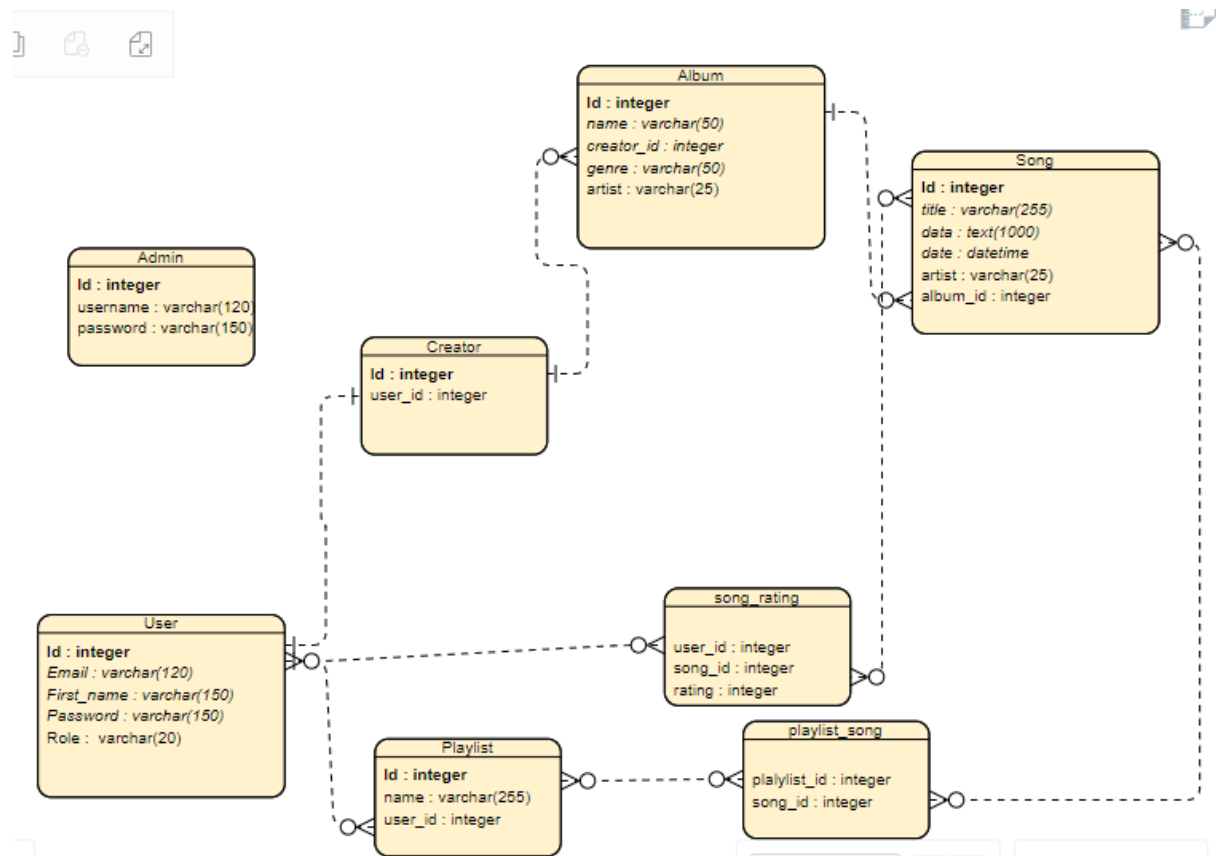 Album
Id : integer
name : varchar(50)
creator_id : integer
genre : varchar(50)
artist : varchar(25)
Song
Id : integer
title : varchar(255)
data : text(1000)
date : datetime
artist : varchar(25)
album_id : integer
Admin
Id : integer
username : varchar(120)
password : varchar(150)
Creator
Id : integer
user_id : integer
User
Id : integer
Email : varchar(120)
First_name : varchar(150)
Password : varchar(150)
Role : varchar(20)
song_rating
user_id : integer
song_id : integer
rating : integer
Playlist
Id : integer
name : varchar(255)
user_id : integer
playlist_song
plalylist_id : integer
song_id : integer